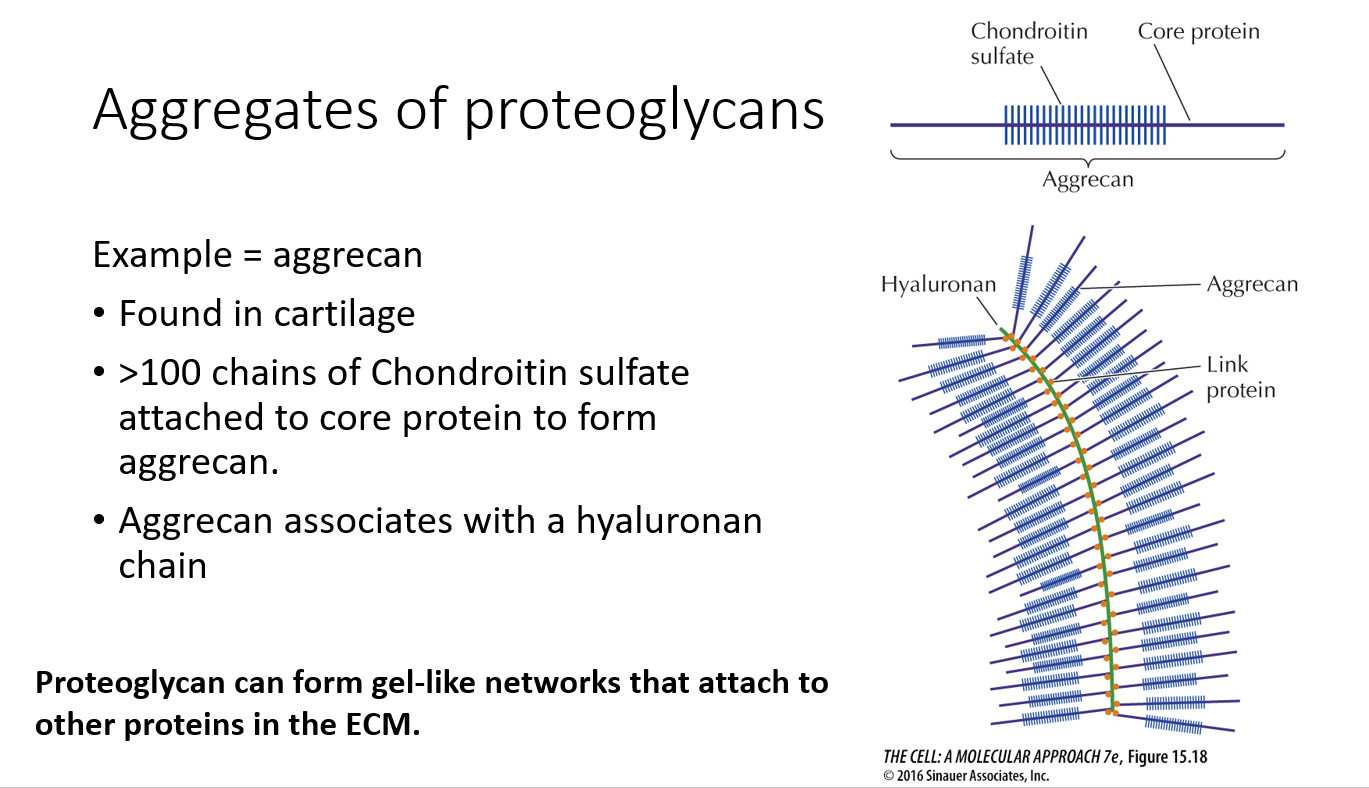 Aggregates of proteoglycans
Example = aggrecan
• Found in cartilage
• >100 chains of Chondroitin sulfate
attached to core protein to form
aggrecan.
• Aggrecan associates with a hyaluronan
chain
Proteoglycan can form gel-like networks that attach to
other proteins in the ECM.
Chondroitin
sulfate
Core protein
Aggrecan
Hyaluronan
Aggrecan
Link
protein
THE CELL: A MOLECULAR APPROACH 7e, Figure 15.18
© 2016 Sinauer Associates, Inc.